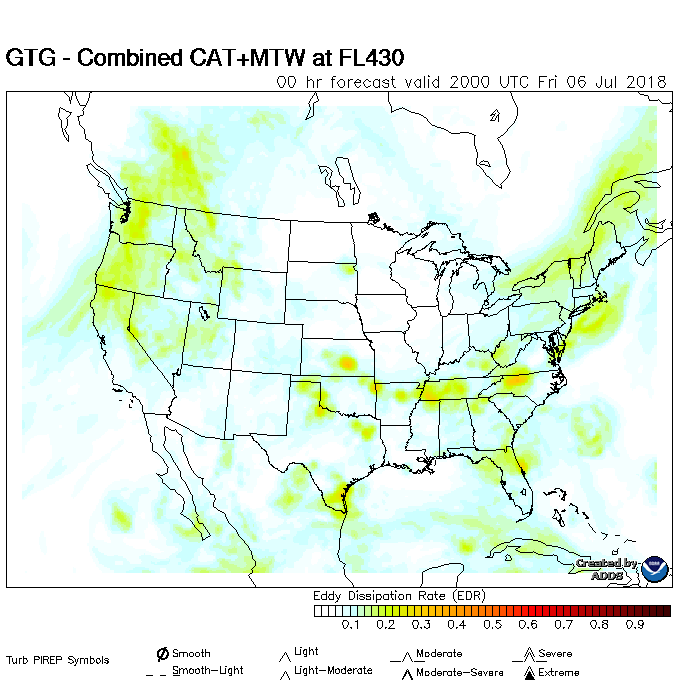 GTG - Combined CAT+MTW at FL430
00 hr forecast valid 2000 UTC Fri 06 Jul 2018
Created by
ADDS
Eddy Dissipation Rate (EDR)
0.1 0.2 0.3 0.4 0.5 0.6 0.7 0.8 0.9
Turb PIREP Symbols
Smooth Light Moderate Severe
Smooth-Light Light-Moderate Moderate-Severe Extreme